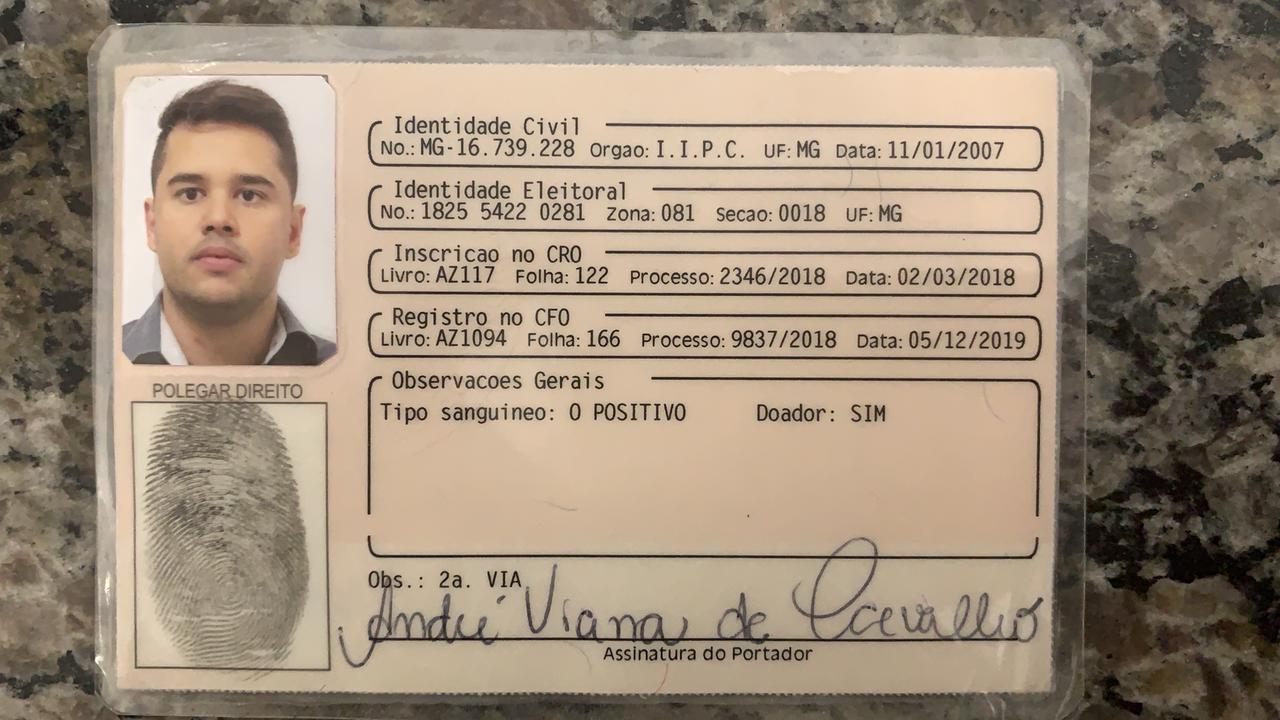 Identidade Civil
No.: MG-16.739.228 Orgao: I.I.P.C. UF: MG Data: 11/01/2007
Identidade Eleitoral
No.: 1825 5422 0281 Zona: 081 Secao: 0018 UF: MG
Inscricao no CRO
Livro: AZ117 Folha: 122 Processo: 2346/2018 Data: 02/03/2018
Registro no CFO
Livro: AZ1094 Folha: 166 Processo: 9837/2018 Data: 05/12/2019
POLEGAR DIREITO
Observacoes Gerais
Tipo sanguineo: O POSITIVO Doador: SIM
Obs.: 2a. VIA
André Viana de
Assinatura do Portador